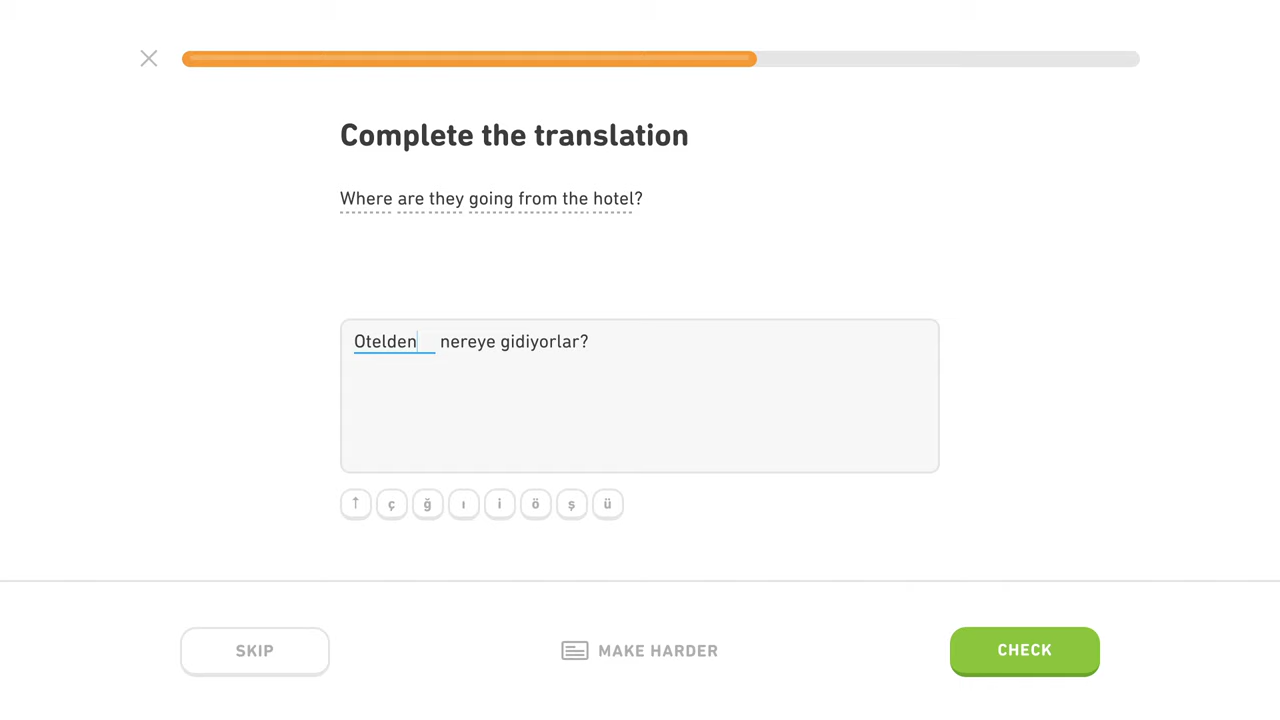 Complete the translation
Where are they going from the hotel?
Otelden nereye gidiyorlar?
↑ ç ğ ı i ö ş ü
SKIP
MAKE HARDER
CHECK